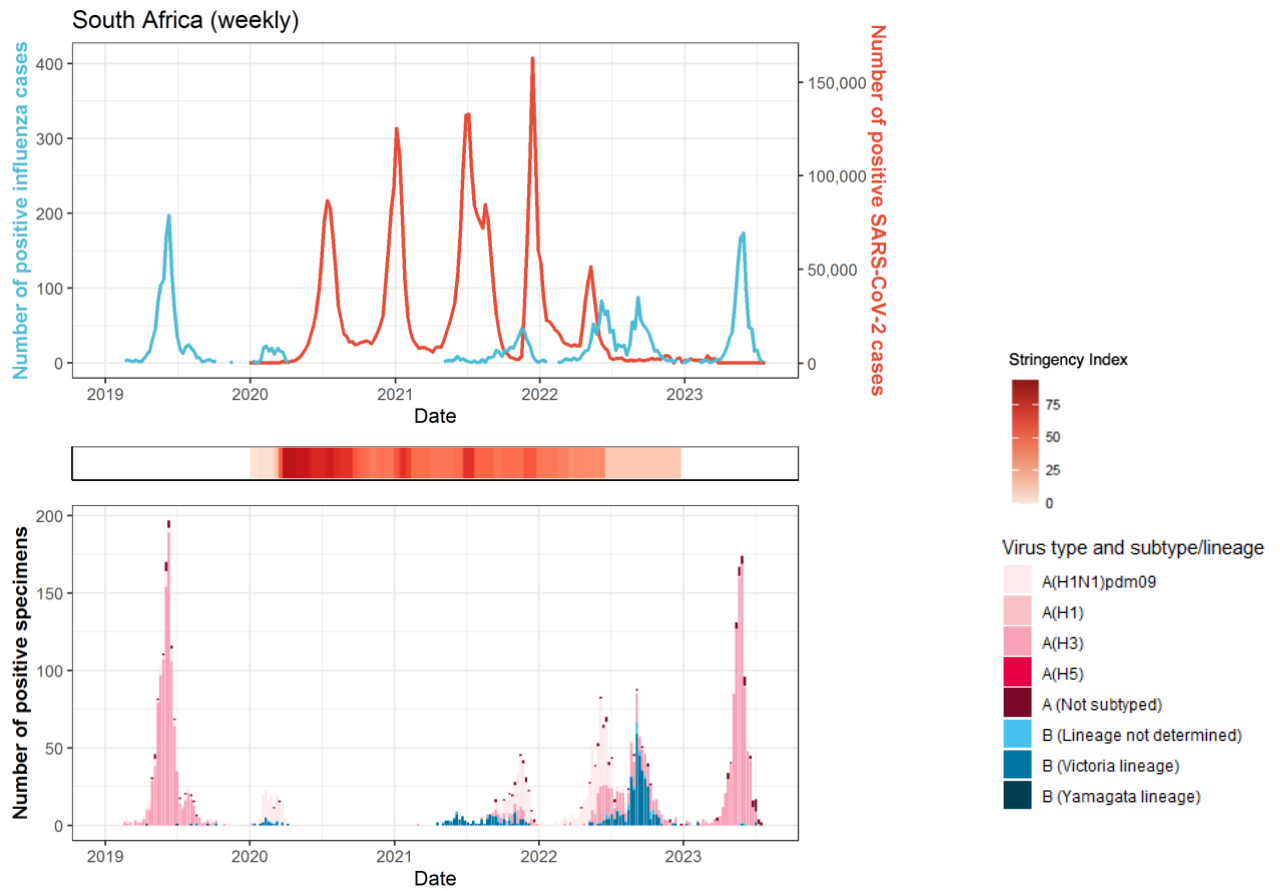 South Africa (weekly)
Number of positive influenza cases
400
300
200
100
0
150,000
100,000
50,000
0
Number of positive SARS-CoV-2 cases
2019 2020 2021 2022 2023
Date
Stringency Index
75
50
25
0
Number of positive specimens
200
150
100
50
0
2019 2020 2021 2022 2023
Date
Virus type and subtype/lineage
A(H1N1)pdm09
A(H1)
A(H3)
A(H5)
A (Not subtyped)
B (Lineage not determined)
B (Victoria lineage)
B (Yamagata lineage)